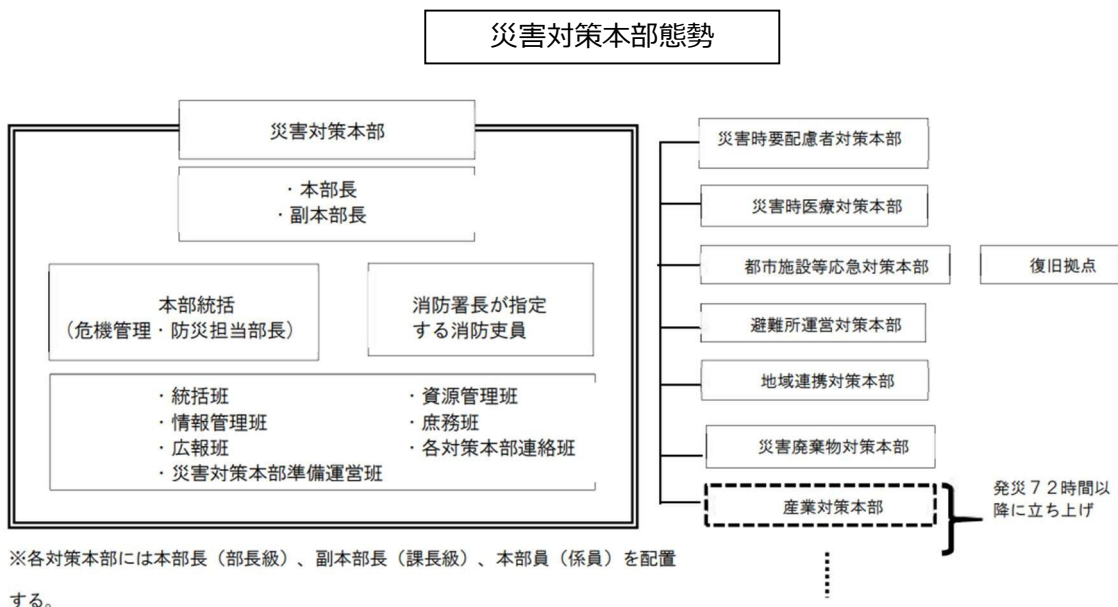 災害対策本部態勢
災害対策本部
・本部長
・副本部長
本部統括
（危機管理・防災担当部長）
消防署長が指定
する消防吏員
・統括班
・情報管理班
・広報班
・災害対策本部準備運営班
・資源管理班
・庶務班
・各対策本部連絡班
災害時要配慮者対策本部
災害時医療対策本部
都市施設等応急対策本部
復旧拠点
避難所運営対策本部
地域連携対策本部
災害廃棄物対策本部
産業対策本部
発災７２時間以
降に立ち上げ
※各対策本部には本部長（部長級）、副本部長（課長級）、本部員（係員）を配置
する。